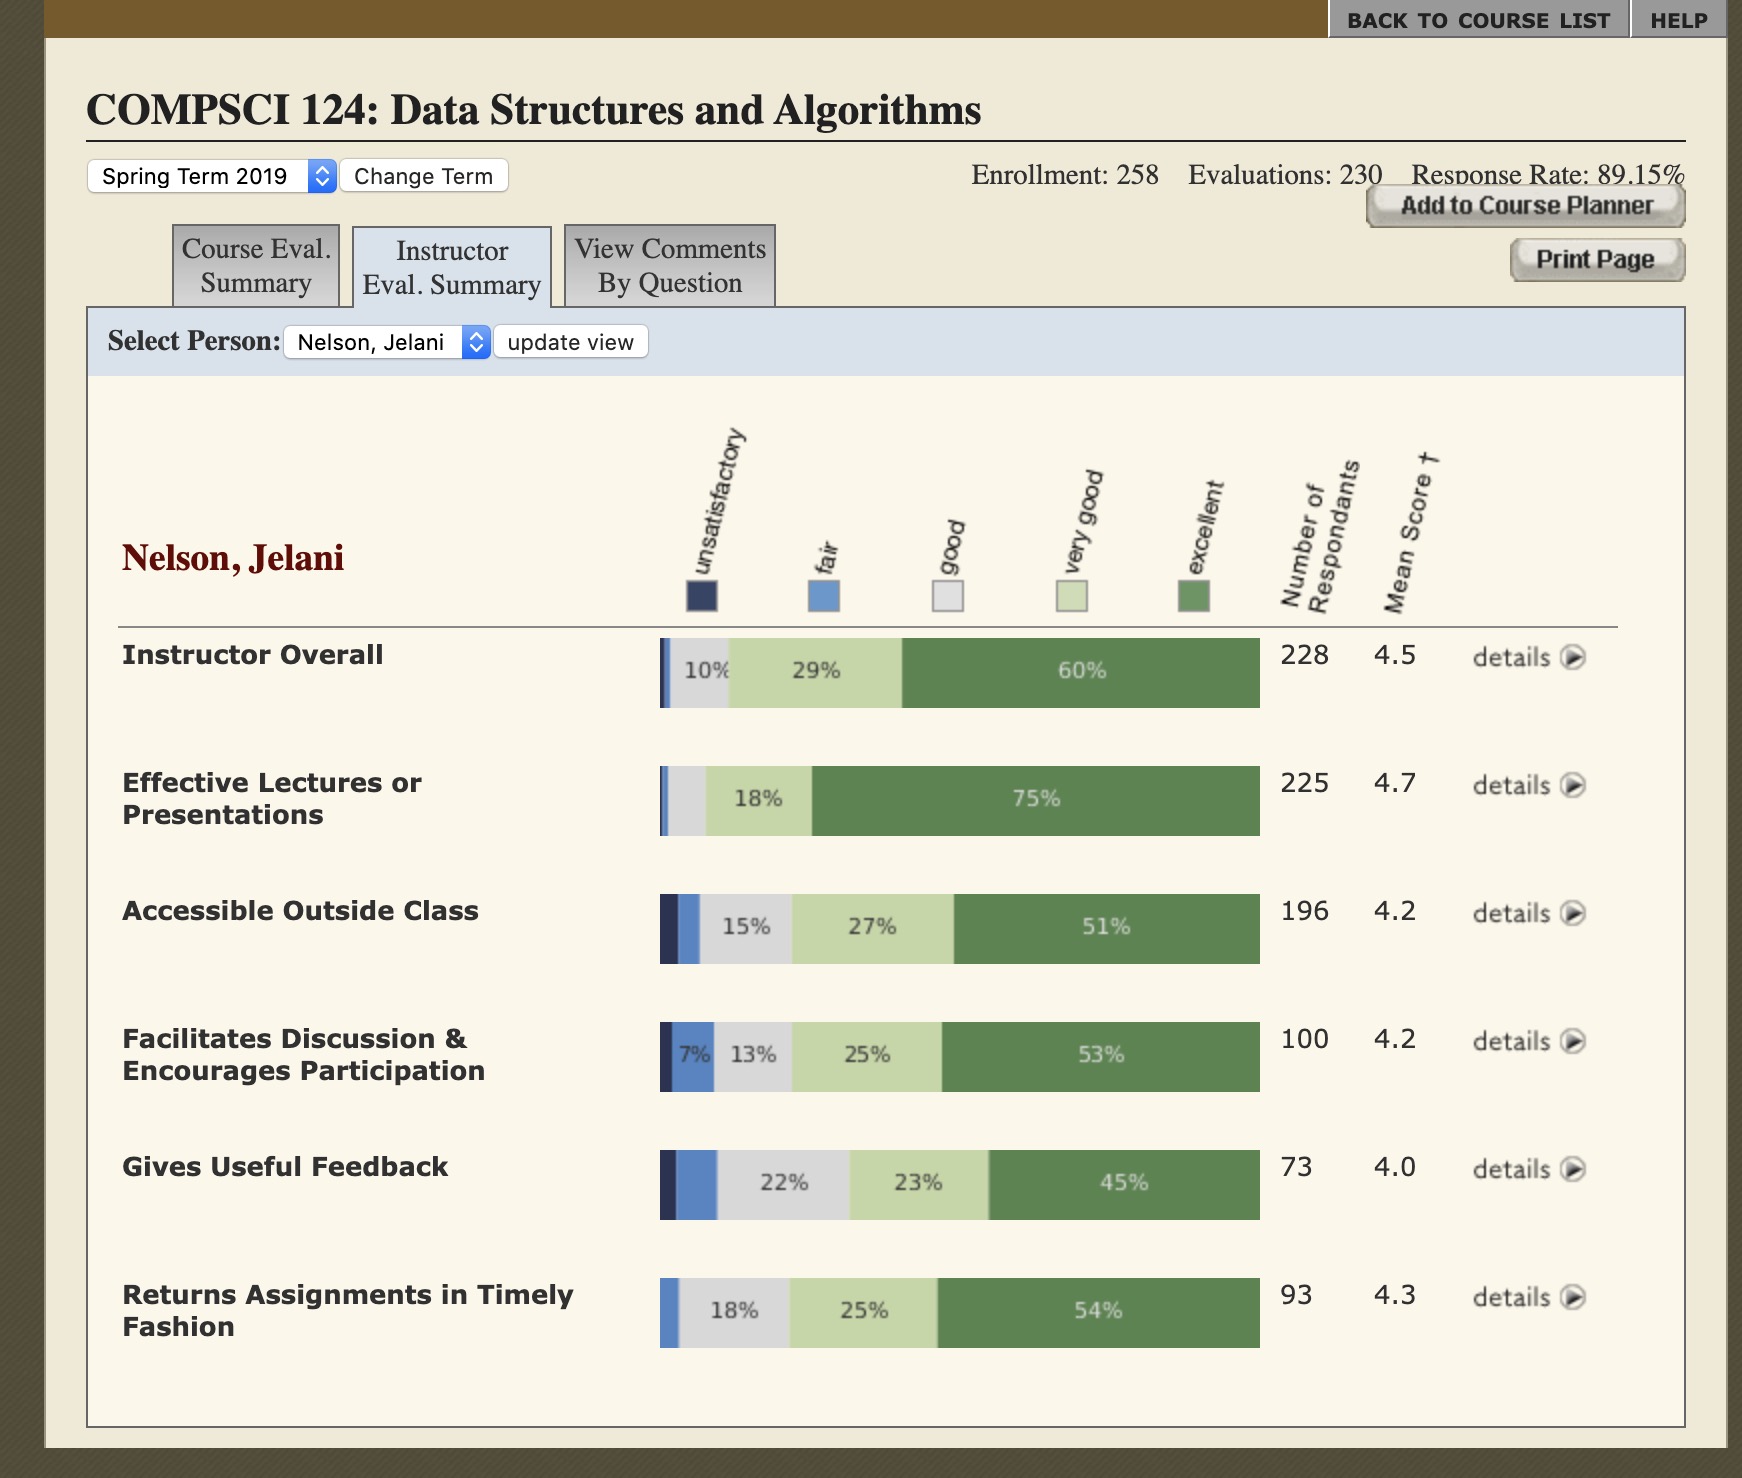 BACK TO COURSE LIST HELP
COMPSCI 124: Data Structures and Algorithms
Spring Term 2019 Change Term Enrollment: 258 Evaluations: 230 Response Rate: 89.15%
Add to Course Planner
Print Page
Course Eval.
Summary
Instructor
Eval. Summary
View Comments
By Question
Select Person: Nelson, Jelani update view
Nelson, Jelani
unsatisfactory
fair
good
very good
excellent
Number of
Respondants
Mean Score †
Instructor Overall 10% 29% 60% 228 4.5 details
Effective Lectures or
Presentations
18% 75% 225 4.7 details
Accessible Outside Class 15% 27% 51% 196 4.2 details
Facilitates Discussion &
Encourages Participation
7% 13% 25% 53% 100 4.2 details
Gives Useful Feedback 22% 23% 45% 73 4.0 details
Returns Assignments in Timely
Fashion
18% 25% 54% 93 4.3 details